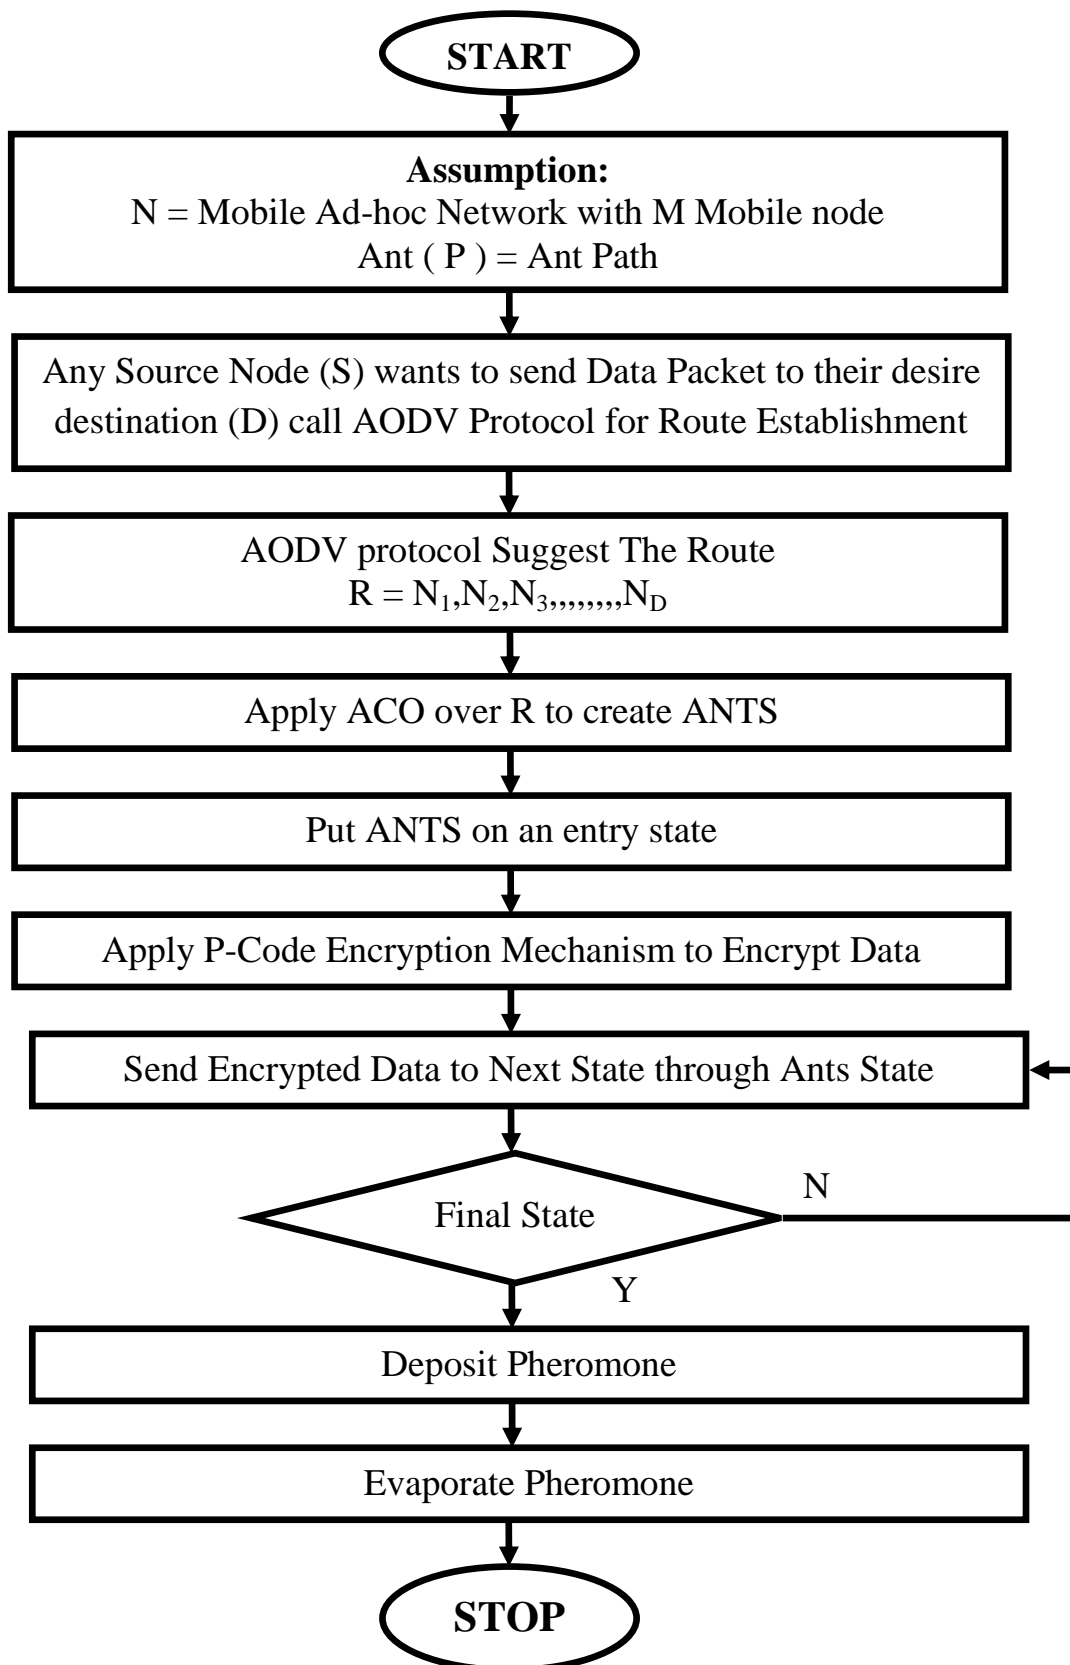 START
Assumption:
N = Mobile Ad-hoc Network with M Mobile node
Ant ( P ) = Ant Path
Any Source Node (S) wants to send Data Packet to their desire
destination (D) call AODV Protocol for Route Establishment
AODV protocol Suggest The Route
R = N₁,N₂,N₃,,,,,,,,N_D
Apply ACO over R to create ANTS
Put ANTS on an entry state
Apply P-Code Encryption Mechanism to Encrypt Data
Send Encrypted Data to Next State through Ants State
N
Final State
Y
Deposit Pheromone
Evaporate Pheromone
STOP